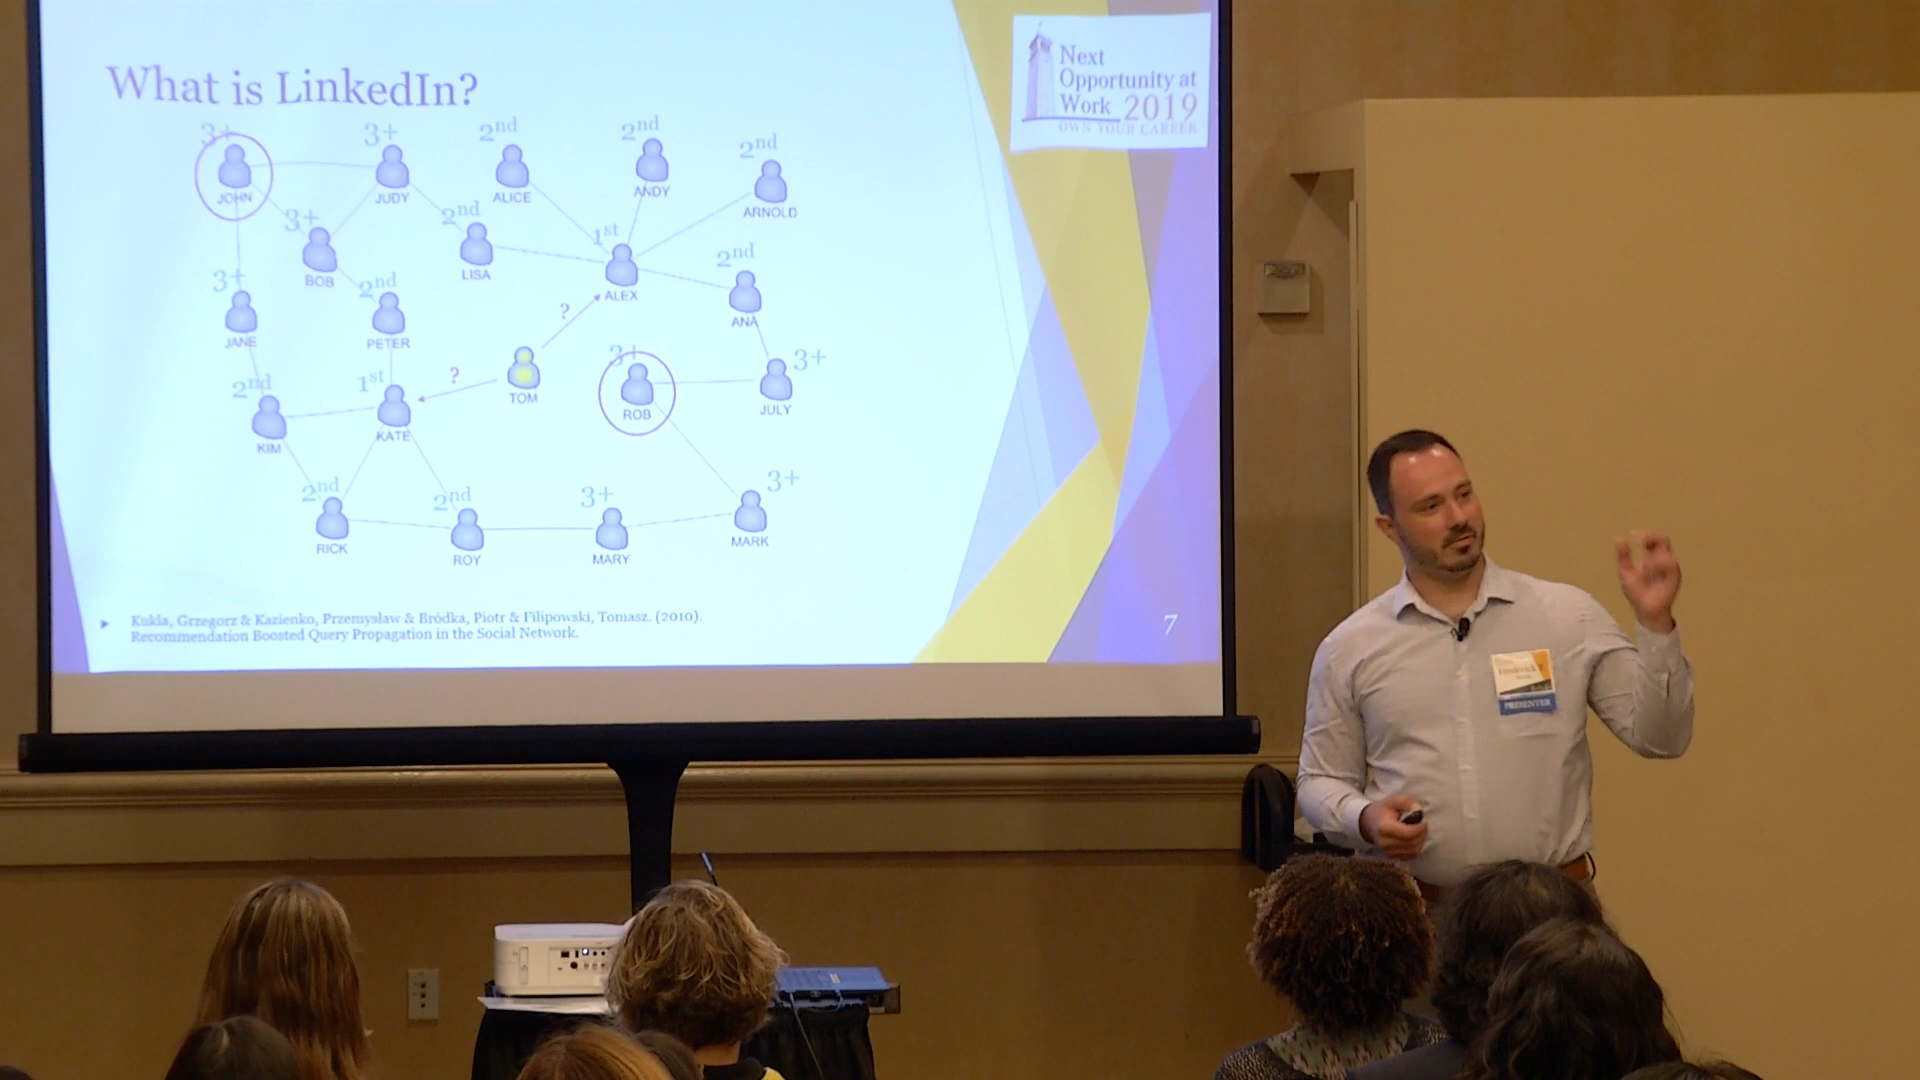 What is LinkedIn?
Next
Opportunity at
Work 2019
OWN YOUR CAREER
3+
3+
2nd
2nd
2nd
JOHN
JUDY
ALICE
ANDY
ARNOLD
3+
2nd
1st
2nd
BOB
LISA
ALEX
ANA
3+
2nd
?
JANE
PETER
3+
3+
2nd
1st
?
TOM
ROB
JULY
KIM
KATE
2nd
2nd
3+
3+
RICK
ROY
MARY
MARK
Kukla, Grzegorz & Kazienko, Przemysław & Bródka, Piotr & Filipowski, Tomasz. (2010).
Recommendation Boosted Query Propagation in the Social Network.
7
PRESENTER